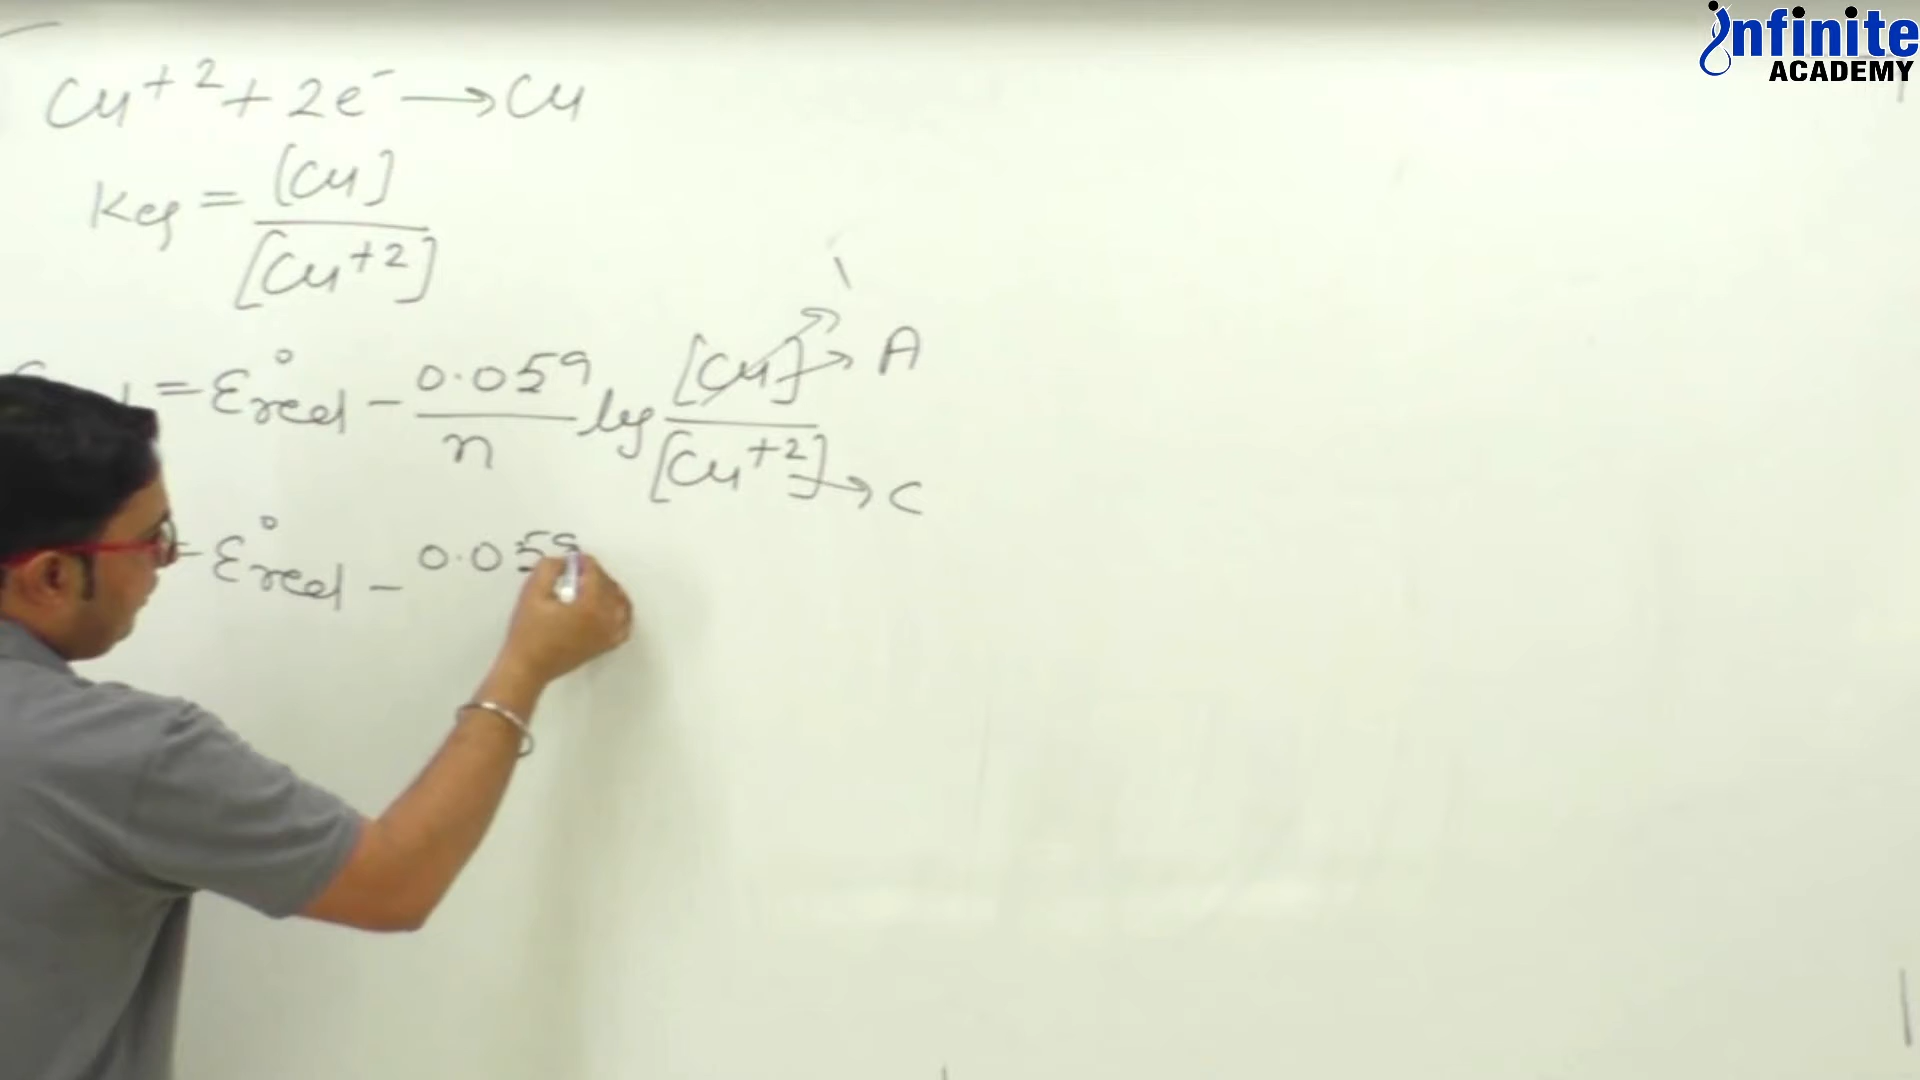 infinite
ACADEMY
Cu⁺² + 2e⁻ → Cu
Keq = [Cu] / [Cu⁺²]
= E°red - 0.059/n log [Cu] → A / [Cu⁺²] → C
1
= E°red - 0.059